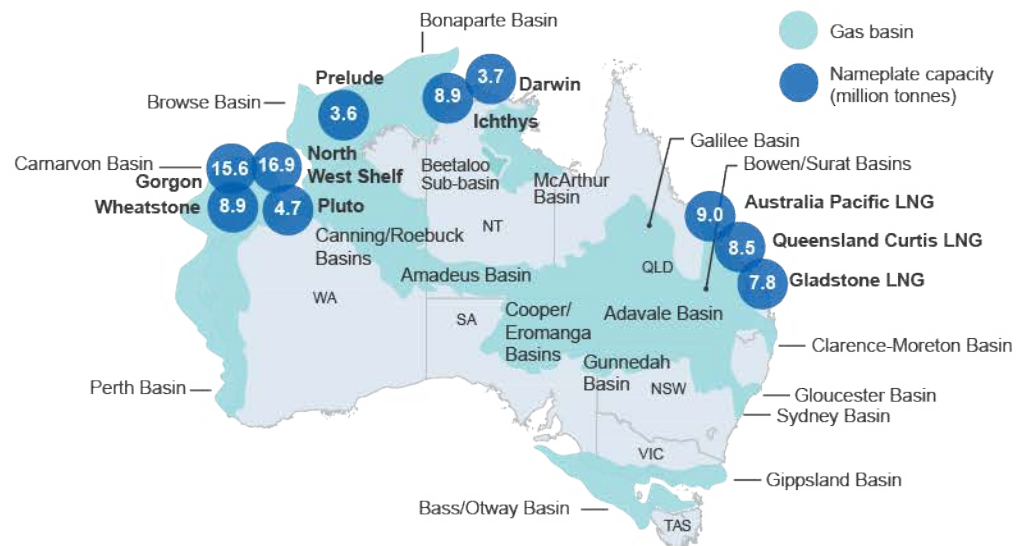 Bonaparte Basin
Gas basin
Nameplate capacity
(million tonnes)
Prelude
3.6
8.9
3.7
Darwin
Ichthys
Browse Basin
Galilee Basin
Bowen/Surat Basins
Carnarvon Basin
15.6
16.9
North
West Shelf
Gorgon
Wheatstone
8.9
4.7
Pluto
Beetaloo
Sub-basin
McArthur
Basin
9.0
Australia Pacific LNG
8.5
Queensland Curtis LNG
7.8
Gladstone LNG
NT
Canning/Roebuck
Basins
Amadeus Basin
QLD
WA
SA
Cooper/
Eromanga
Basins
Adavale Basin
Gunnedah
Basin
NSW
Clarence-Moreton Basin
Perth Basin
Gloucester Basin
Sydney Basin
VIC
Gippsland Basin
Bass/Otway Basin
TAS